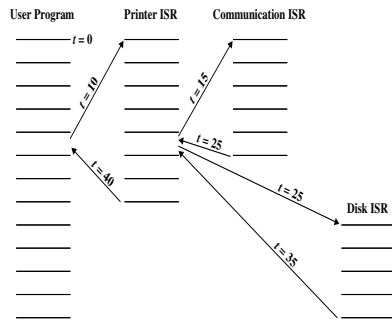 User Program Printer ISR Communication ISR
t = 0
t = 10
t = 15
t = 25
t = 40
t = 25
Disk ISR
t = 35